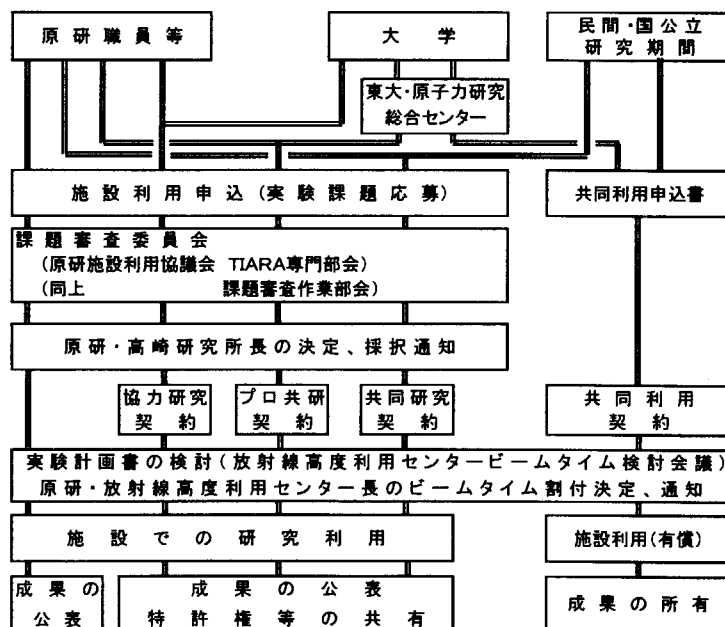 原研職員等
大学
民間・国公立
研究期間
東大・原子力研究
総合センター
施設利用申込(実験課題応募)
共同利用申込書
課題審査委員会
(原研施設利用協議会 TIARA専門部会)
(同上 課題審査作業部会)
原研・高崎研究所長の決定、採択通知
協力研究
契約
プロ共研
契約
共同研究
契約
共同利用
契約
実験計画書の検討(放射線高度利用センタービームタイム検討会議)
原研・放射線高度利用センター長のビームタイム割付決定、通知
施設での研究利用
施設利用(有償)
成果の
公表
成果の公表
特許権等の共有
成果の所有